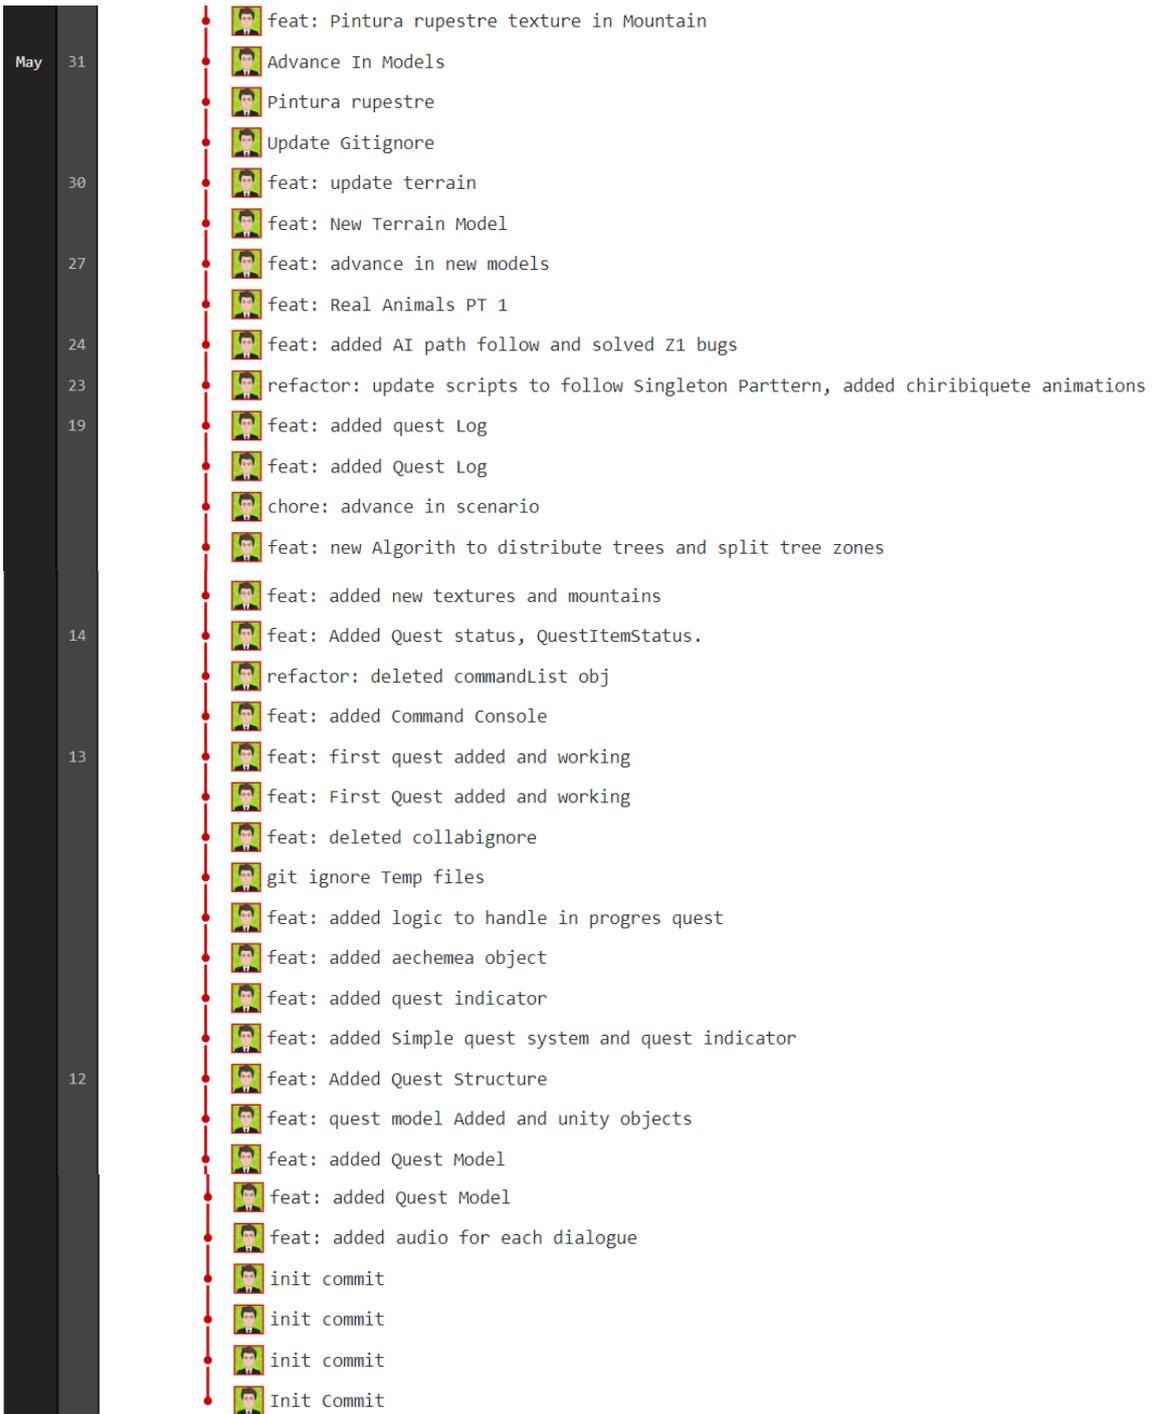 feat: Pintura rupestre texture in Mountain
May 31 Advance In Models
Pintura rupestre
Update Gitignore
30 feat: update terrain
feat: New Terrain Model
27 feat: advance in new models
feat: Real Animals PT 1
24 feat: added AI path follow and solved Z1 bugs
23 refactor: update scripts to follow Singleton Parttern, added chiribiquete animations
19 feat: added quest Log
feat: added Quest Log
chore: advance in scenario
feat: new Algorith to distribute trees and split tree zones
feat: added new textures and mountains
14 feat: Added Quest status, QuestItemStatus.
refactor: deleted commandList obj
feat: added Command Console
13 feat: first quest added and working
feat: First Quest added and working
feat: deleted collabignore
git ignore Temp files
feat: added logic to handle in progres quest
feat: added aechemea object
feat: added quest indicator
feat: added Simple quest system and quest indicator
12 feat: Added Quest Structure
feat: quest model Added and unity objects
feat: added Quest Model
feat: added Quest Model
feat: added audio for each dialogue
init commit
init commit
init commit
Init Commit